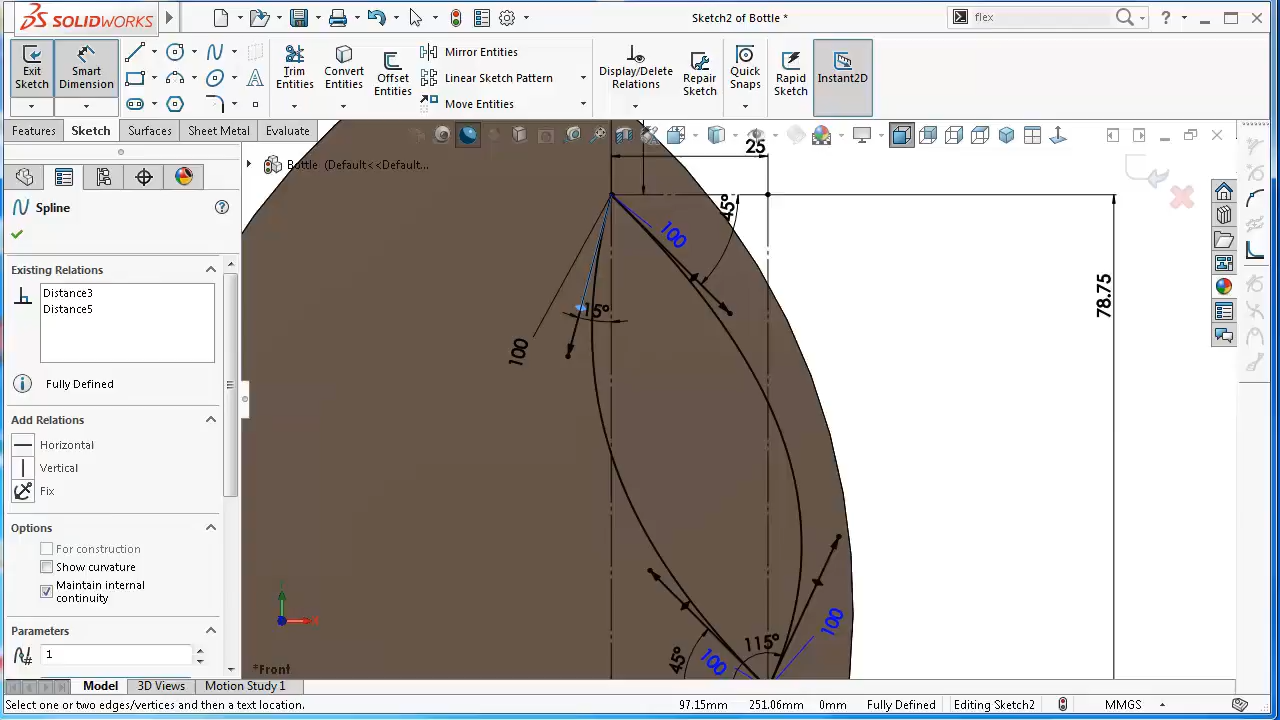 SOLIDWORKS
Sketch2 of Bottle *
flex
Exit Sketch
Smart Dimension
Trim Entities
Convert Entities
Offset Entities
Mirror Entities
Linear Sketch Pattern
Move Entities
Display/Delete Relations
Repair Sketch
Quick Snaps
Rapid Sketch
Instant2D
Features
Sketch
Surfaces
Sheet Metal
Evaluate
Bottle (Default<<Default...
Spline
Existing Relations
Distance3
Distance5
Fully Defined
Add Relations
Horizontal
Vertical
Fix
Options
For construction
Show curvature
Maintain internal
continuity
Parameters
1
25
45°
100
15°
100
78.75
115°
45°
100
100
X
*Front
Model
3D Views
Motion Study 1
Select one or two edges/vertices and then a text location.
97.15mm
251.06mm
0mm
Fully Defined
Editing Sketch2
MMGS